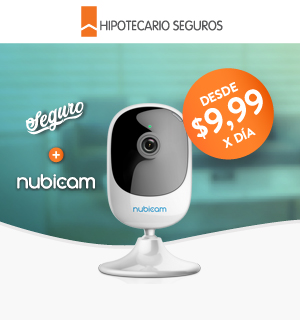 HIPOTECARIO SEGUROS
Seguro
+
nubicam
DESDE
$9,99
X DÍA
nubicam